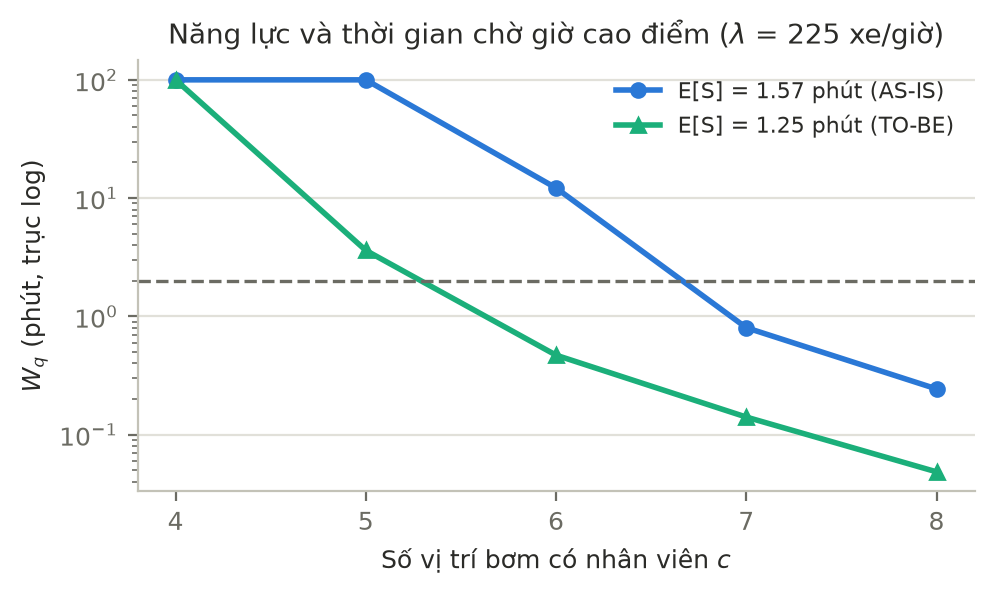 Năng lực và thời gian chờ giờ cao điểm (λ = 225 xe/giờ)
E[S] = 1.57 phút (AS-IS)
E[S] = 1.25 phút (TO-BE)
W_q (phút, trục log)
10²
10¹
10⁰
10⁻¹
4 5 6 7 8
Số vị trí bơm có nhân viên c